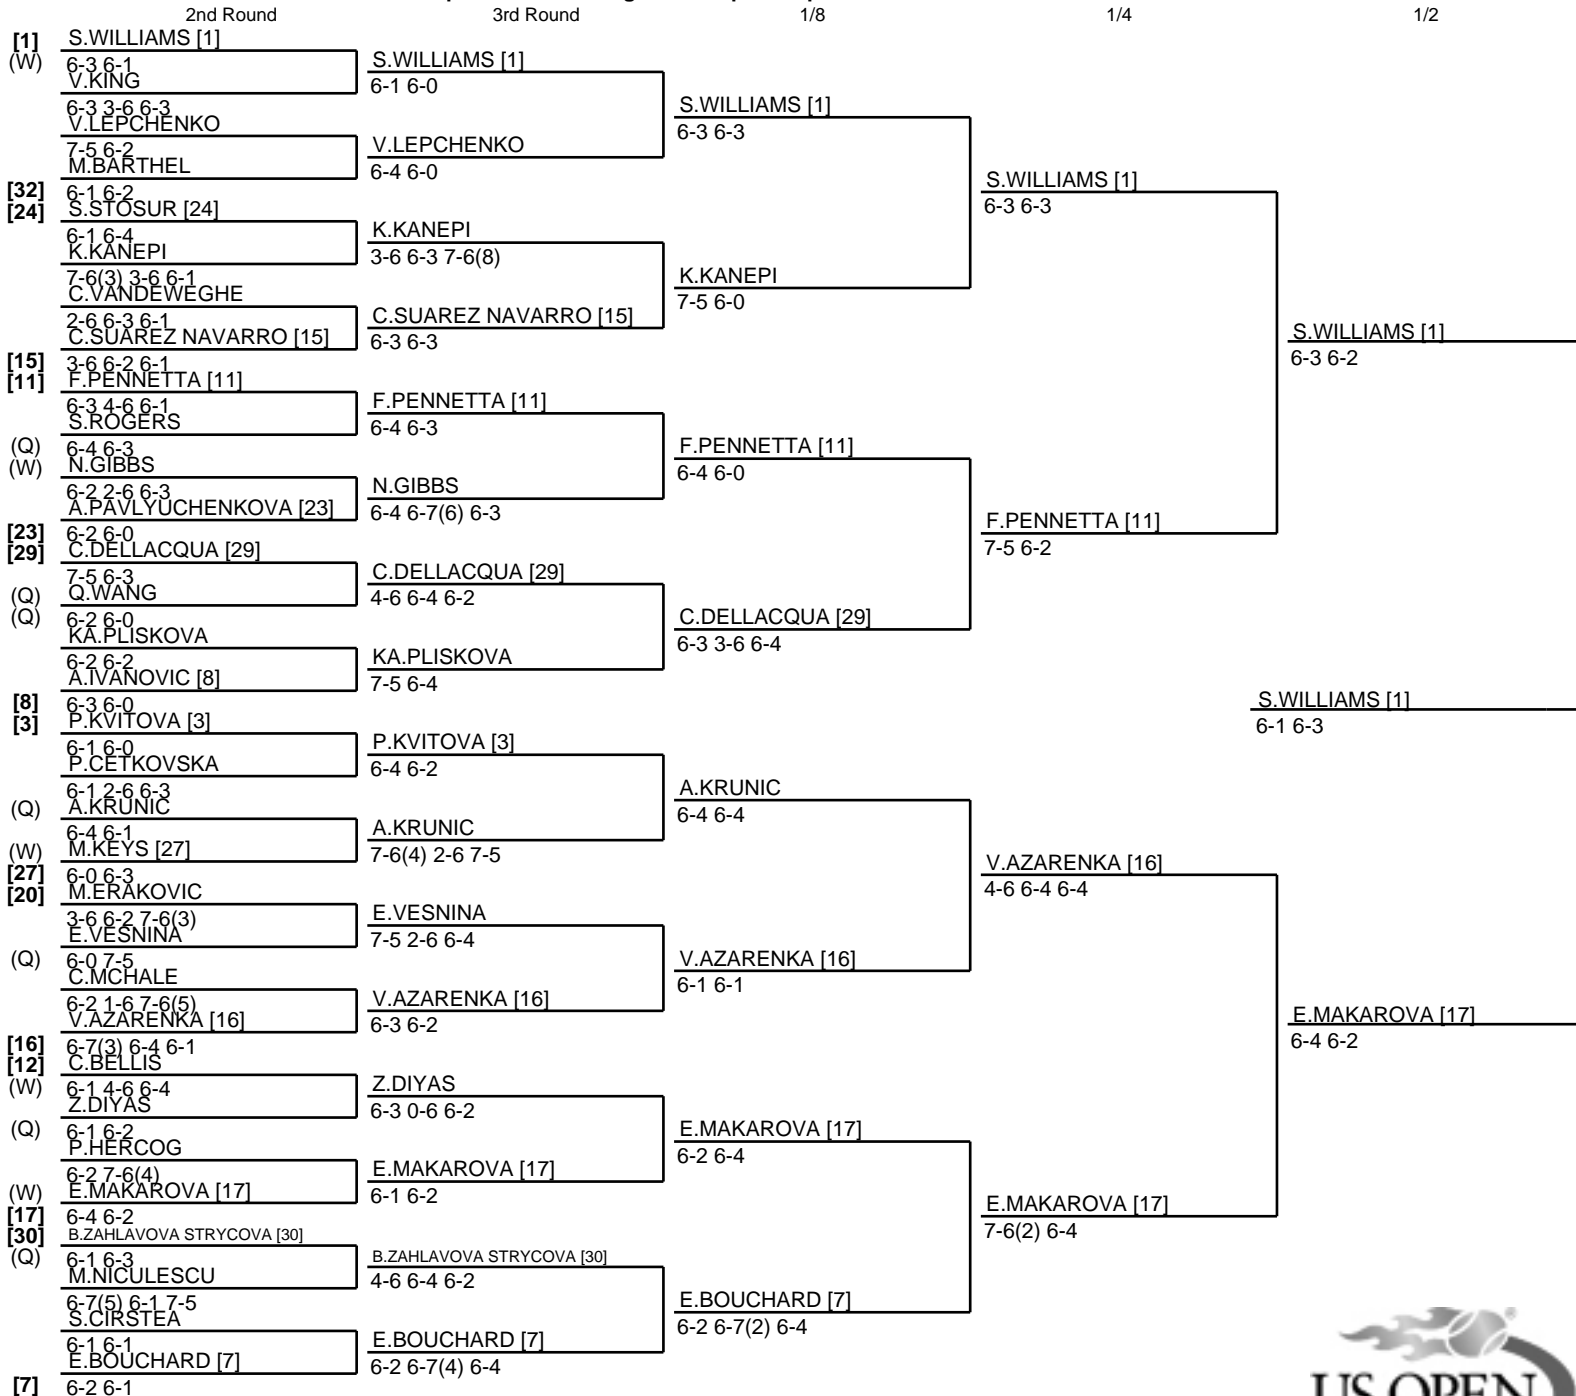 2nd Round 3rd Round 1/8 1/4 1/2
[1] S.WILLIAMS [1]
(W) 6-3 6-1
V.KING
6-3 3-6 6-3
V.LEPCHENKO
7-5 6-2
M.BARTHEL
[32] 6-1 6-2
[24] S.STOSUR [24]
6-1 6-4
K.KANEPI
7-6(3) 3-6 6-1
C.VANDEWEGHE
2-6 6-3 6-1
C.SUAREZ NAVARRO [15]
[15] 3-6 6-2 6-1
[11] F.PENNETTA [11]
6-3 4-6 6-1
S.ROGERS
(Q) 6-4 6-3
(W) N.GIBBS
6-2 2-6 6-3
A.PAVLYUCHENKOVA [23]
[23] 6-2 6-0
[29] C.DELLACQUA [29]
7-5 6-3
(Q) Q.WANG
(Q) 6-2 6-0
KA.PLISKOVA
6-2 6-2
A.IVANOVIC [8]
[8] 6-3 6-0
[3] P.KVITOVA [3]
6-1 6-0
P.CETKOVSKA
6-1 2-6 6-3
(Q) A.KRUNIC
6-4 6-1
(W) M.KEYS [27]
[27] 6-0 6-3
[20] M.ERAKOVIC
3-6 6-2 7-6(3)
E.VESNINA
(Q) 6-0 7-5
C.MCHALE
6-2 1-6 7-6(5)
V.AZARENKA [16]
[16] 6-7(3) 6-4 6-1
[12] C.BELLIS
(W) 6-1 4-6 6-4
Z.DIYAS
(Q) 6-1 6-2
P.HERCOG
6-2 7-6(4)
(W) E.MAKAROVA [17]
[17] 6-4 6-2
[30] B.ZAHLAVOVA STRYCOVA [30]
(Q) 6-1 6-3
M.NICULESCU
6-7(5) 6-1 7-5
S.CIRSTEA
6-1 6-1
E.BOUCHARD [7]
[7] 6-2 6-1
S.WILLIAMS [1]
6-1 6-0
V.LEPCHENKO
6-4 6-0
K.KANEPI
3-6 6-3 7-6(8)
C.SUAREZ NAVARRO [15]
6-3 6-3
F.PENNETTA [11]
6-4 6-3
N.GIBBS
6-4 6-7(6) 6-3
C.DELLACQUA [29]
4-6 6-4 6-2
KA.PLISKOVA
7-5 6-4
P.KVITOVA [3]
6-4 6-2
A.KRUNIC
7-6(4) 2-6 7-5
E.VESNINA
7-5 2-6 6-4
V.AZARENKA [16]
6-3 6-2
Z.DIYAS
6-3 0-6 6-2
E.MAKAROVA [17]
6-1 6-2
B.ZAHLAVOVA STRYCOVA [30]
4-6 6-4 6-2
E.BOUCHARD [7]
6-2 6-7(4) 6-4
S.WILLIAMS [1]
6-3 6-3
K.KANEPI
7-5 6-0
F.PENNETTA [11]
6-4 6-0
C.DELLACQUA [29]
6-3 3-6 6-4
A.KRUNIC
6-4 6-4
V.AZARENKA [16]
6-1 6-1
E.MAKAROVA [17]
6-2 6-4
E.BOUCHARD [7]
6-2 6-7(2) 6-4
S.WILLIAMS [1]
6-3 6-3
F.PENNETTA [11]
7-5 6-2
V.AZARENKA [16]
4-6 6-4 6-4
E.MAKAROVA [17]
7-6(2) 6-4
S.WILLIAMS [1]
6-3 6-2
S.WILLIAMS [1]
6-1 6-3
E.MAKAROVA [17]
6-4 6-2
US OPEN